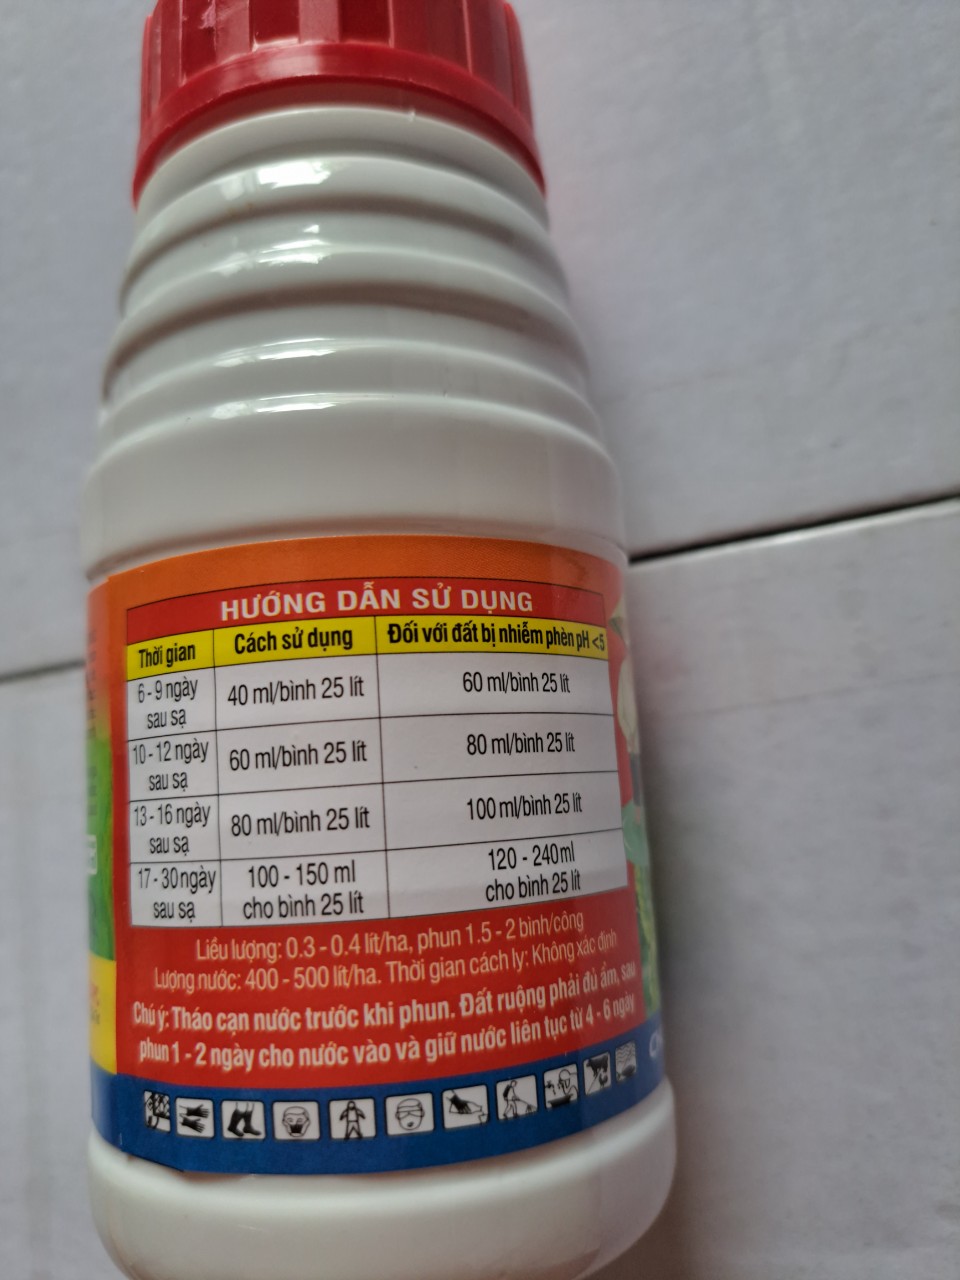 HƯỚNG DẪN SỬ DỤNG
Thời gian Cách sử dụng Đối với đất bị nhiễm phèn pH <5
6 - 9 ngày
sau sạ
40 ml/bình 25 lít
60 ml/bình 25 lít
10 - 12 ngày
sau sạ
60 ml/bình 25 lít
80 ml/bình 25 lít
13 - 16 ngày
sau sạ
80 ml/bình 25 lít
100 ml/bình 25 lít
17 - 30 ngày
sau sạ
100 - 150 ml
cho bình 25 lít
120 - 240 ml
cho bình 25 lít
Liều lượng: 0.3 - 0.4 lít/ha, phun 1.5 - 2 bình/công
Lượng nước: 400 - 500 lít/ha. Thời gian cách ly: Không xác định
Chú ý: Tháo cạn nước trước khi phun. Đất ruộng phải đủ ẩm, sau
phun 1 - 2 ngày cho nước vào và giữ nước liên tục từ 4 - 6 ngày